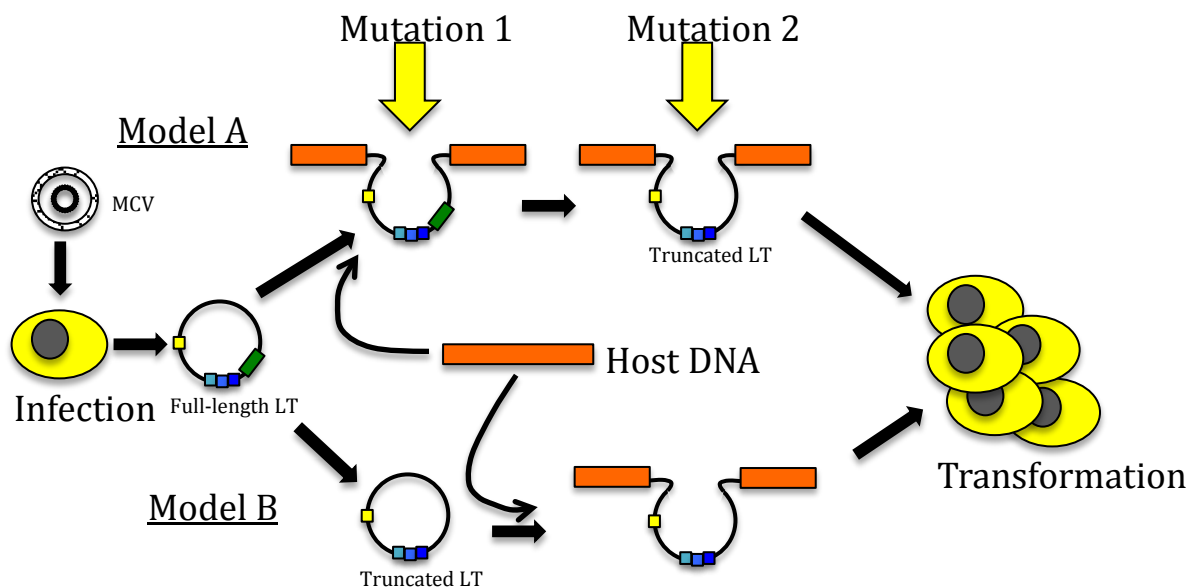 Mutation 1
Mutation 2
Model A
MCV
Truncated LT
Host DNA
Infection
Full-length LT
Transformation
Model B
Truncated LT